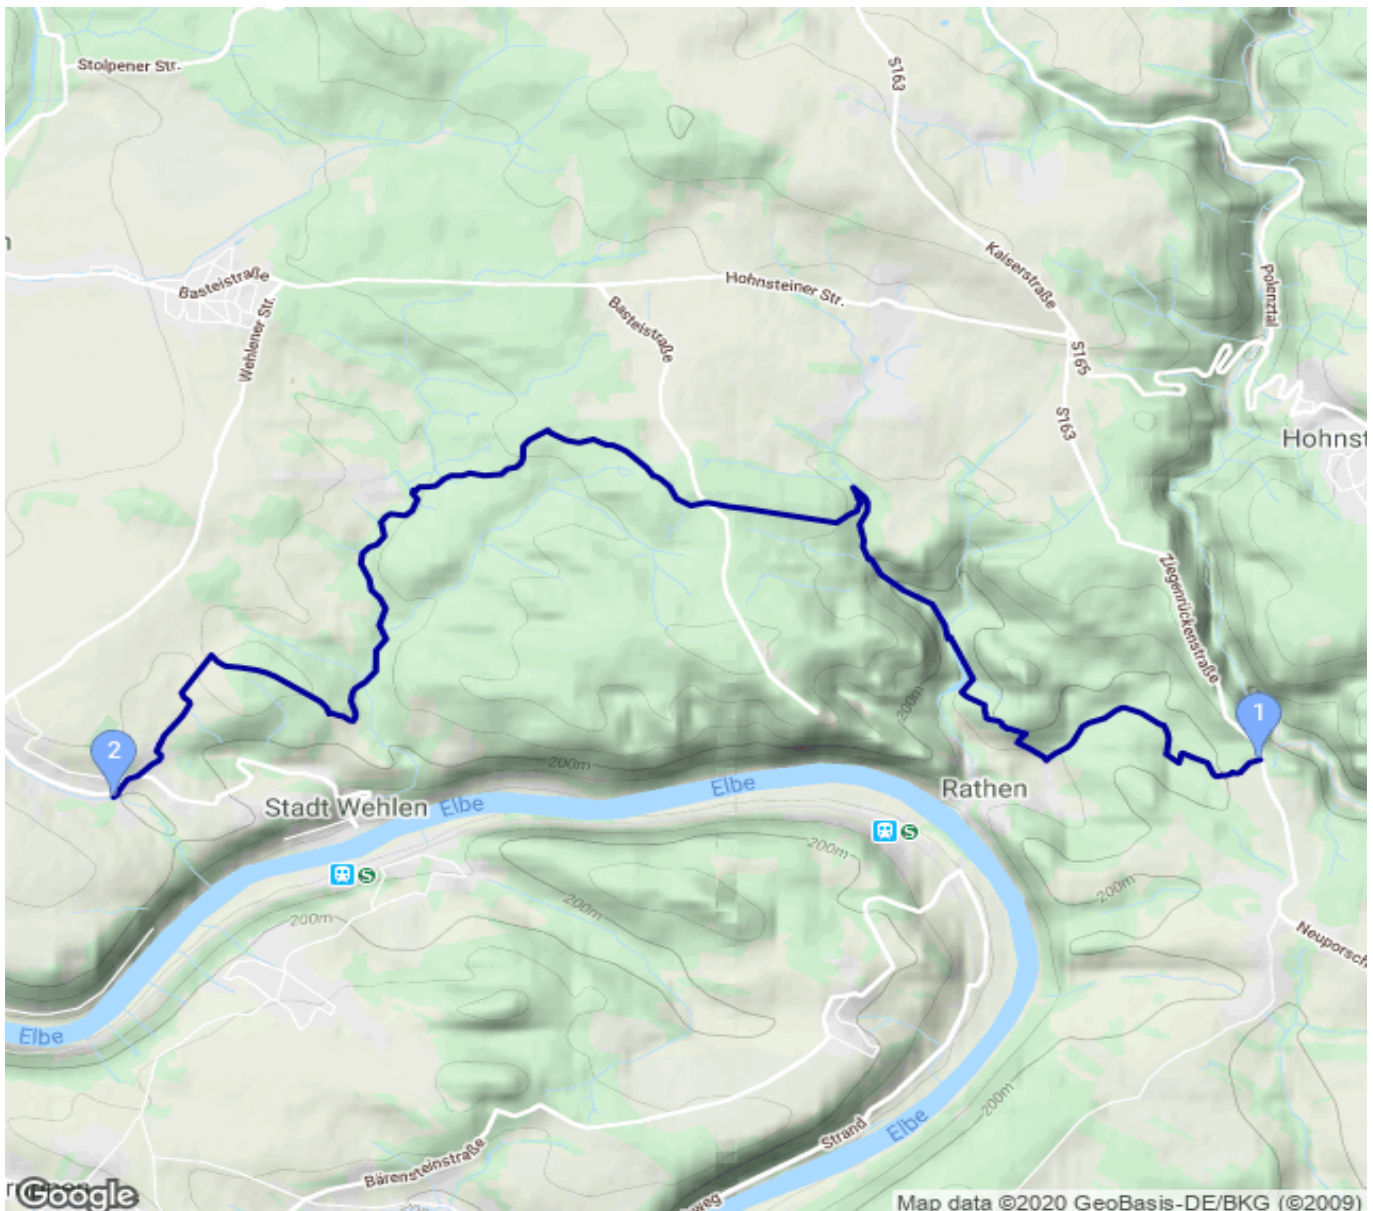 Stolpener Str.
S163
Kaiserstraße
Polenztal
Basteistraße
Hohnsteiner Str.
Basteistraße
Wehlener Str.
S165
S163
Hohnst
Ziegenrückenstraße
200m
1
2
200m
Elbe
Rathen
Stadt Wehlen
Elbe
S
200m
S
200m
200m
200m
Neuporsch
Elbe
200m
Strand
Elbe
Bärensteinstraße
weg
200m
Google
Map data ©2020 GeoBasis-DE/BKG (©2009)